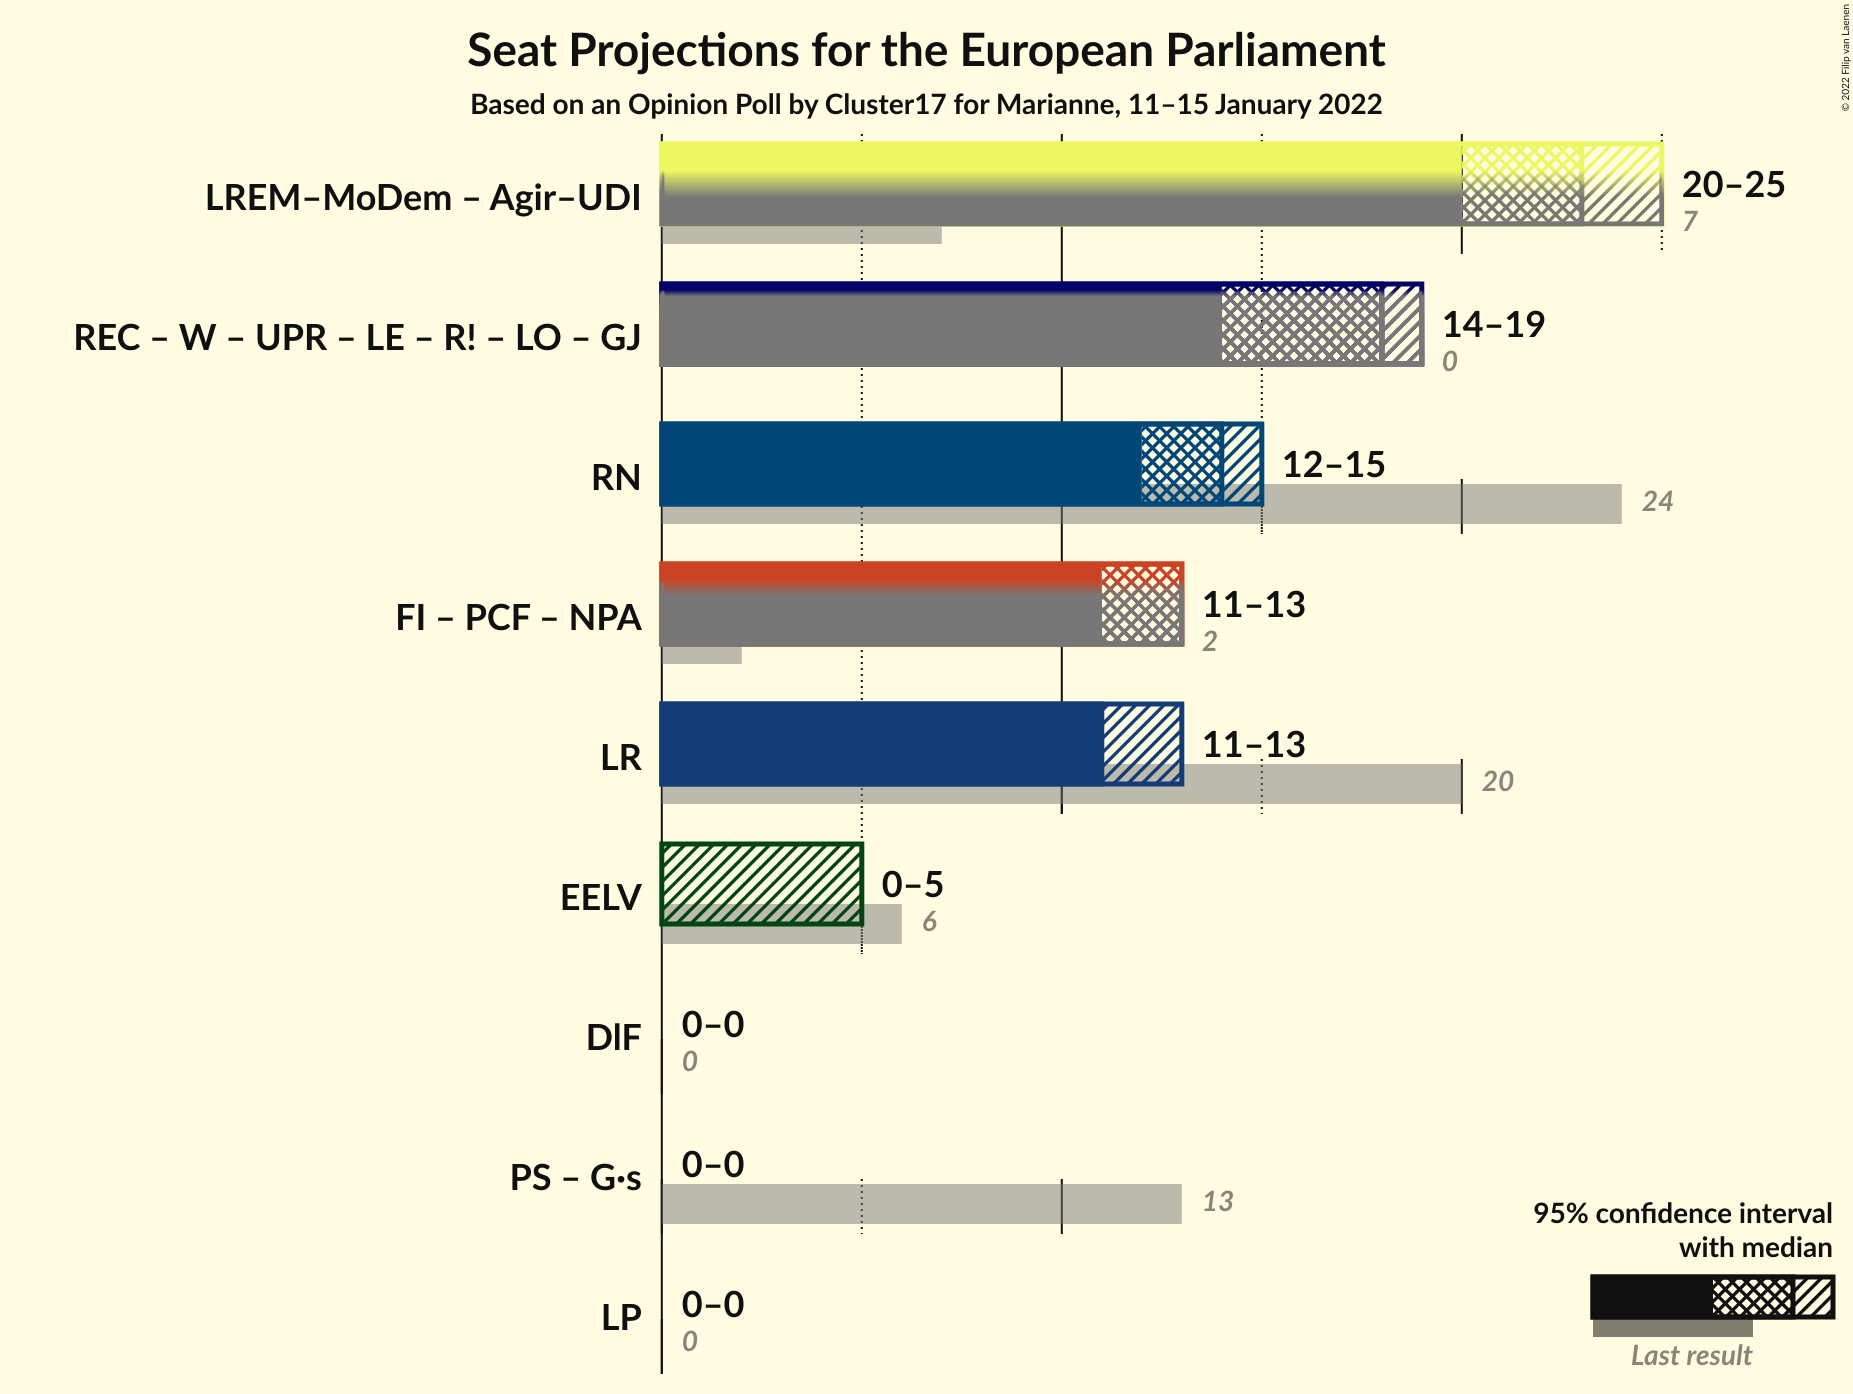 Seat Projections for the European Parliament
Based on an Opinion Poll by Cluster17 for Marianne, 11–15 January 2022
© 2022 Filip van Laenen
LREM–MoDem – Agir–UDI
20–25
7
REC – W – UPR – LE – R! – LO – GJ
14–19
0
RN
12–15
24
FI – PCF – NPA
11–13
2
LR
11–13
20
EELV
0–5
6
DlF
0–0
0
PS – G·s
0–0
13
LP
0–0
0
95% confidence interval
with median
Last result